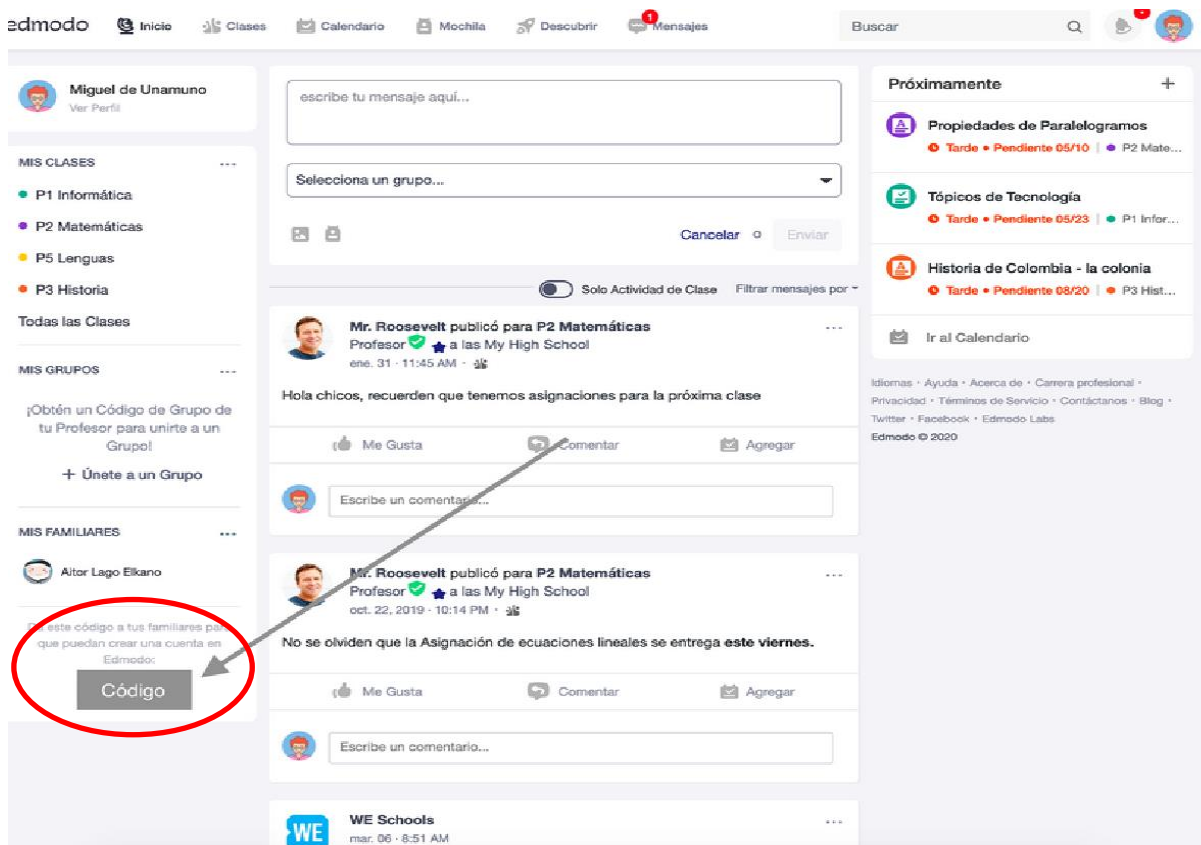 edmodo Inicio Clases Calendario Mochila Descubrir 1 Mensajes Buscar
Miguel de Unamuno
Ver Perfil
MIS CLASES ...
P1 Informática
P2 Matemáticas
P5 Lenguas
P3 Historia
Todas las Clases
MIS GRUPOS ...
¡Obtén un Código de Grupo de
tu Profesor para unirte a un
Grupo!
+ Únete a un Grupo
MIS FAMILIARES ...
Aitor Lago Elkano
este código a tus familiares para
que puedan crear una cuenta en
Edmodo:
Código
escribe tu mensaje aquí...
Selecciona un grupo...
Cancelar o Enviar
Solo Actividad de Clase Filtrar mensajes por
Mr. Roosevelt publicó para P2 Matemáticas ...
Profesor a las My High School
ene. 31 · 11:45 AM ·
Hola chicos, recuerden que tenemos asignaciones para la próxima clase
Me Gusta Comentar Agregar
Escribe un comentario...
Mr. Roosevelt publicó para P2 Matemáticas ...
Profesor a las My High School
oct. 22, 2019 · 10:14 PM ·
No se olviden que la Asignación de ecuaciones lineales se entrega este viernes.
Me Gusta Comentar Agregar
Escribe un comentario...
WE
WE Schools ...
mar. 06 · 8:51 AM
Próximamente +
Propiedades de Paralelogramos
Tarde • Pendiente 05/10 | P2 Mate...
Tópicos de Tecnología
Tarde • Pendiente 05/23 | P1 Infor...
Historia de Colombia - la colonia
Tarde • Pendiente 08/20 | P3 Hist...
Ir al Calendario
Idiomas · Ayuda · Acerca de · Carrera profesional ·
Privacidad · Términos de Servicio · Contáctanos · Blog ·
Twitter · Facebook · Edmodo Labs
Edmodo © 2020